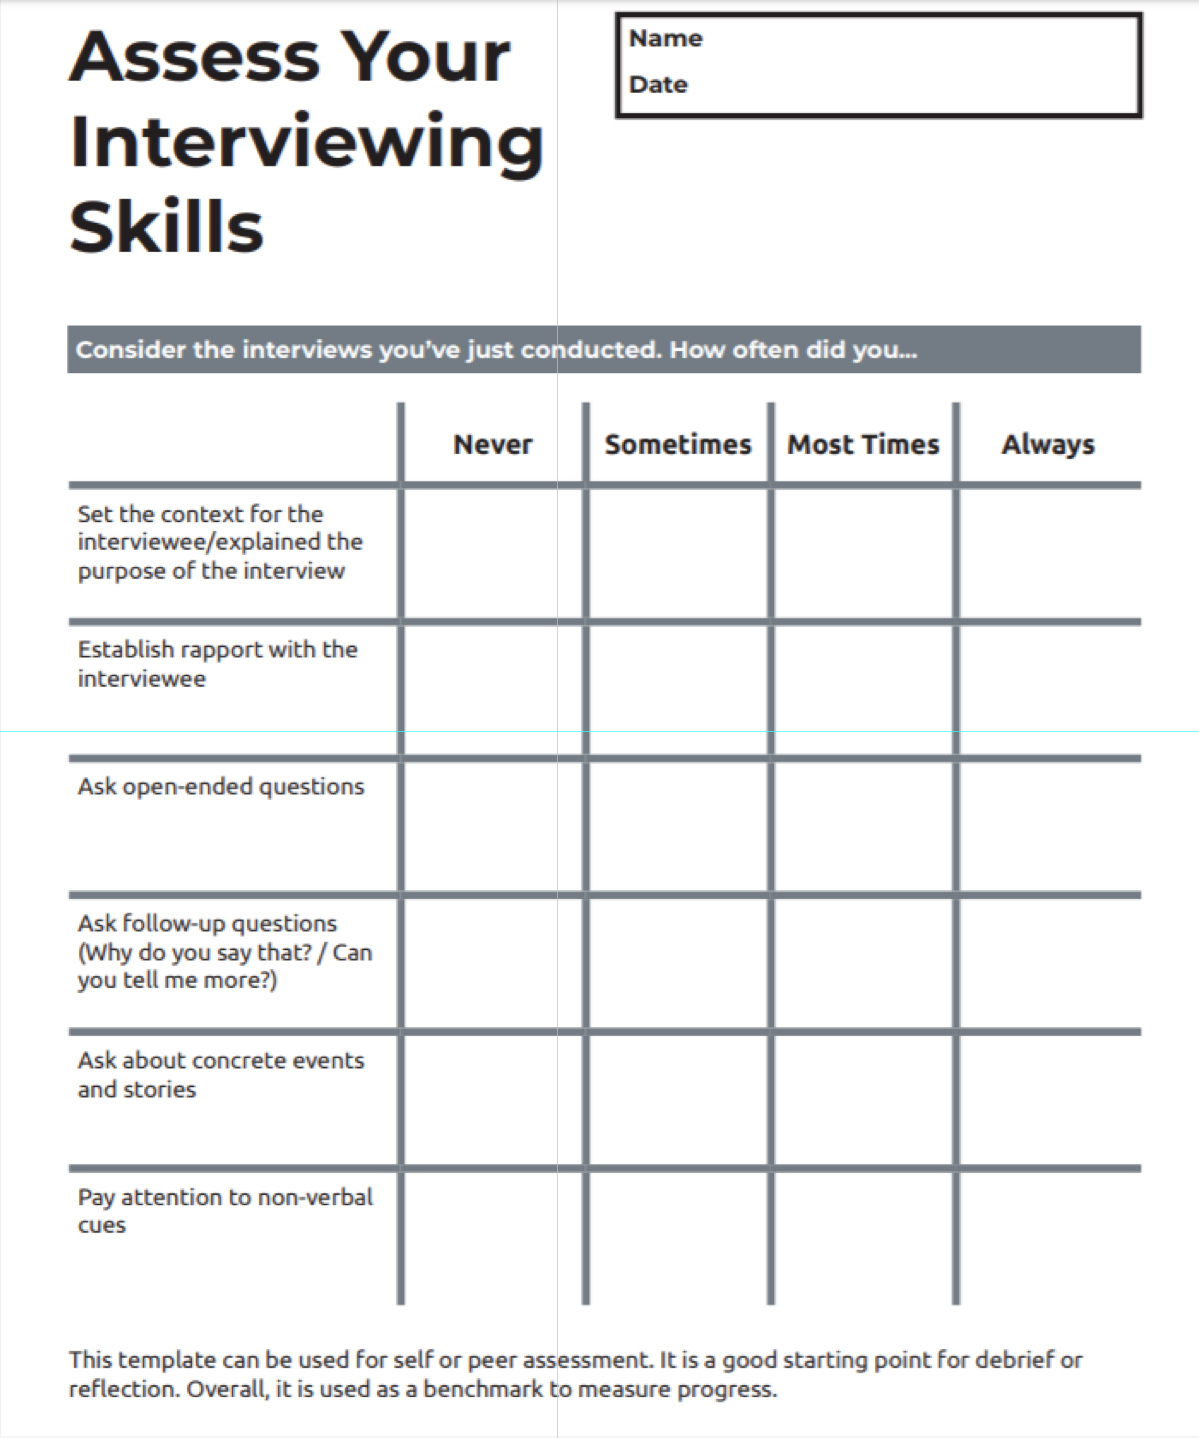 Assess Your
Interviewing
Skills
Name
Date
Consider the interviews you've just conducted. How often did you...
Never
Sometimes
Most Times
Always
Set the context for the
interviewee/explained the
purpose of the interview
Establish rapport with the
interviewee
Ask open-ended questions
Ask follow-up questions
(Why do you say that? / Can
you tell me more?)
Ask about concrete events
and stories
Pay attention to non-verbal
cues
This template can be used for self or peer assessment. It is a good starting point for debrief or
reflection. Overall, it is used as a benchmark to measure progress.